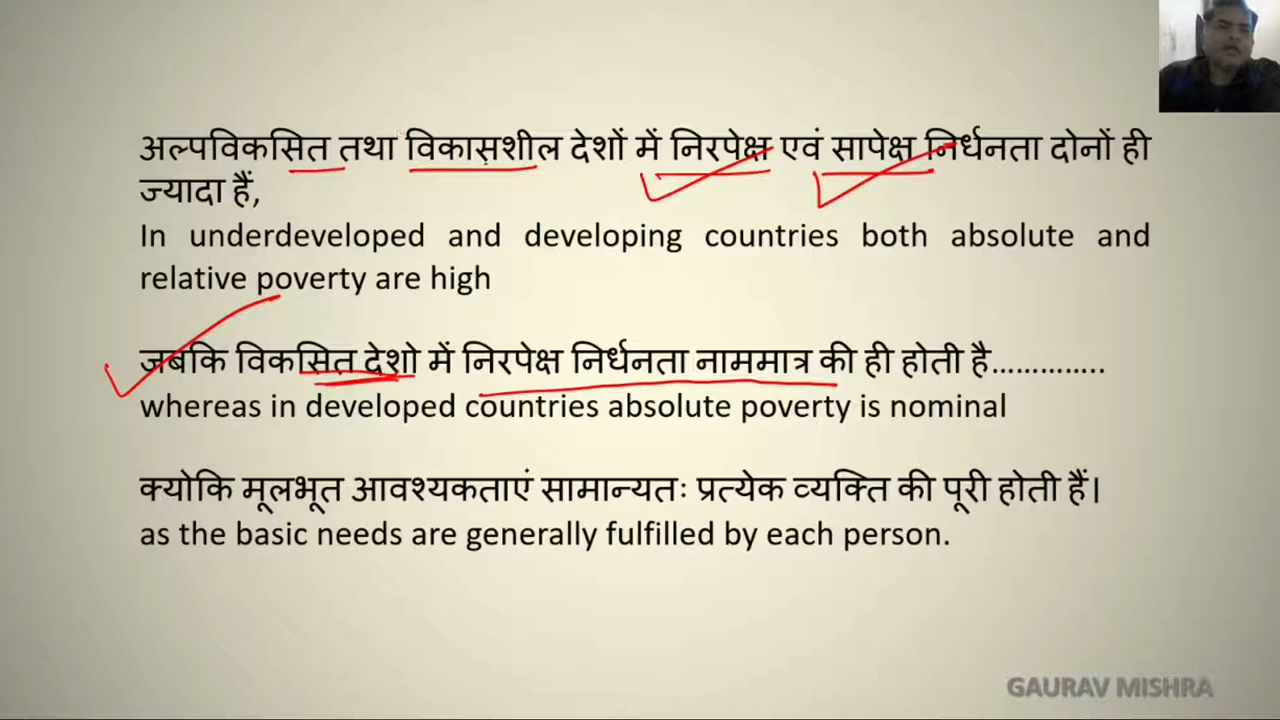 अल्पविकसित तथा विकासशील देशों में निरपेक्ष एवं सापेक्ष निर्धनता दोनों ही
ज्यादा हैं,
In underdeveloped and developing countries both absolute and
relative poverty are high
जबकि विकसित देशो में निरपेक्ष निर्धनता नाममात्र की ही होती है…………..
whereas in developed countries absolute poverty is nominal
क्योकि मूलभूत आवश्यकताएं सामान्यतः प्रत्येक व्यक्ति की पूरी होती हैं।
as the basic needs are generally fulfilled by each person.
GAURAV MISHRA